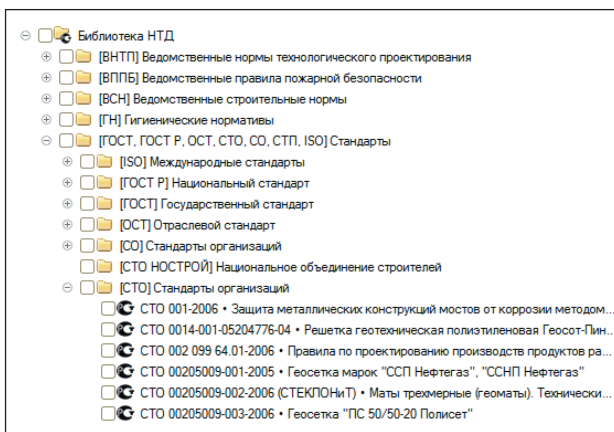 Библиотека НТД
[ВНТП] Ведомственные нормы технологического проектирования
[ВППБ] Ведомственные правила пожарной безопасности
[ВСН] Ведомственные строительные нормы
[ГН] Гигиенические нормативы
[ГОСТ, ГОСТ Р, ОСТ, СТО, СО, СТП, ISO] Стандарты
[ISO] Международные стандарты
[ГОСТ Р] Национальный стандарт
[ГОСТ] Государственный стандарт
[ОСТ] Отраслевой стандарт
[СО] Стандарты организаций
[СТО НОСТРОЙ] Национальное объединение строителей
[СТО] Стандарты организаций
СТО 001-2006 • Защита металлических конструкций мостов от коррозии методом...
СТО 0014-001-05204776-04 • Решетка геотехническая полиэтиленовая Геосот-Пин...
СТО 002 099 64.01-2006 • Правила по проектированию производств продуктов ра...
СТО 00205009-001-2005 • Геосетка марок "ССП Нефтегаз", "ССНП Нефтегаз"
СТО 00205009-002-2006 (СТЕКЛОНиТ) • Маты трехмерные (геоматы). Технически...
СТО 00205009-003-2006 • Геосетка "ПС 50/50-20 Полисет"